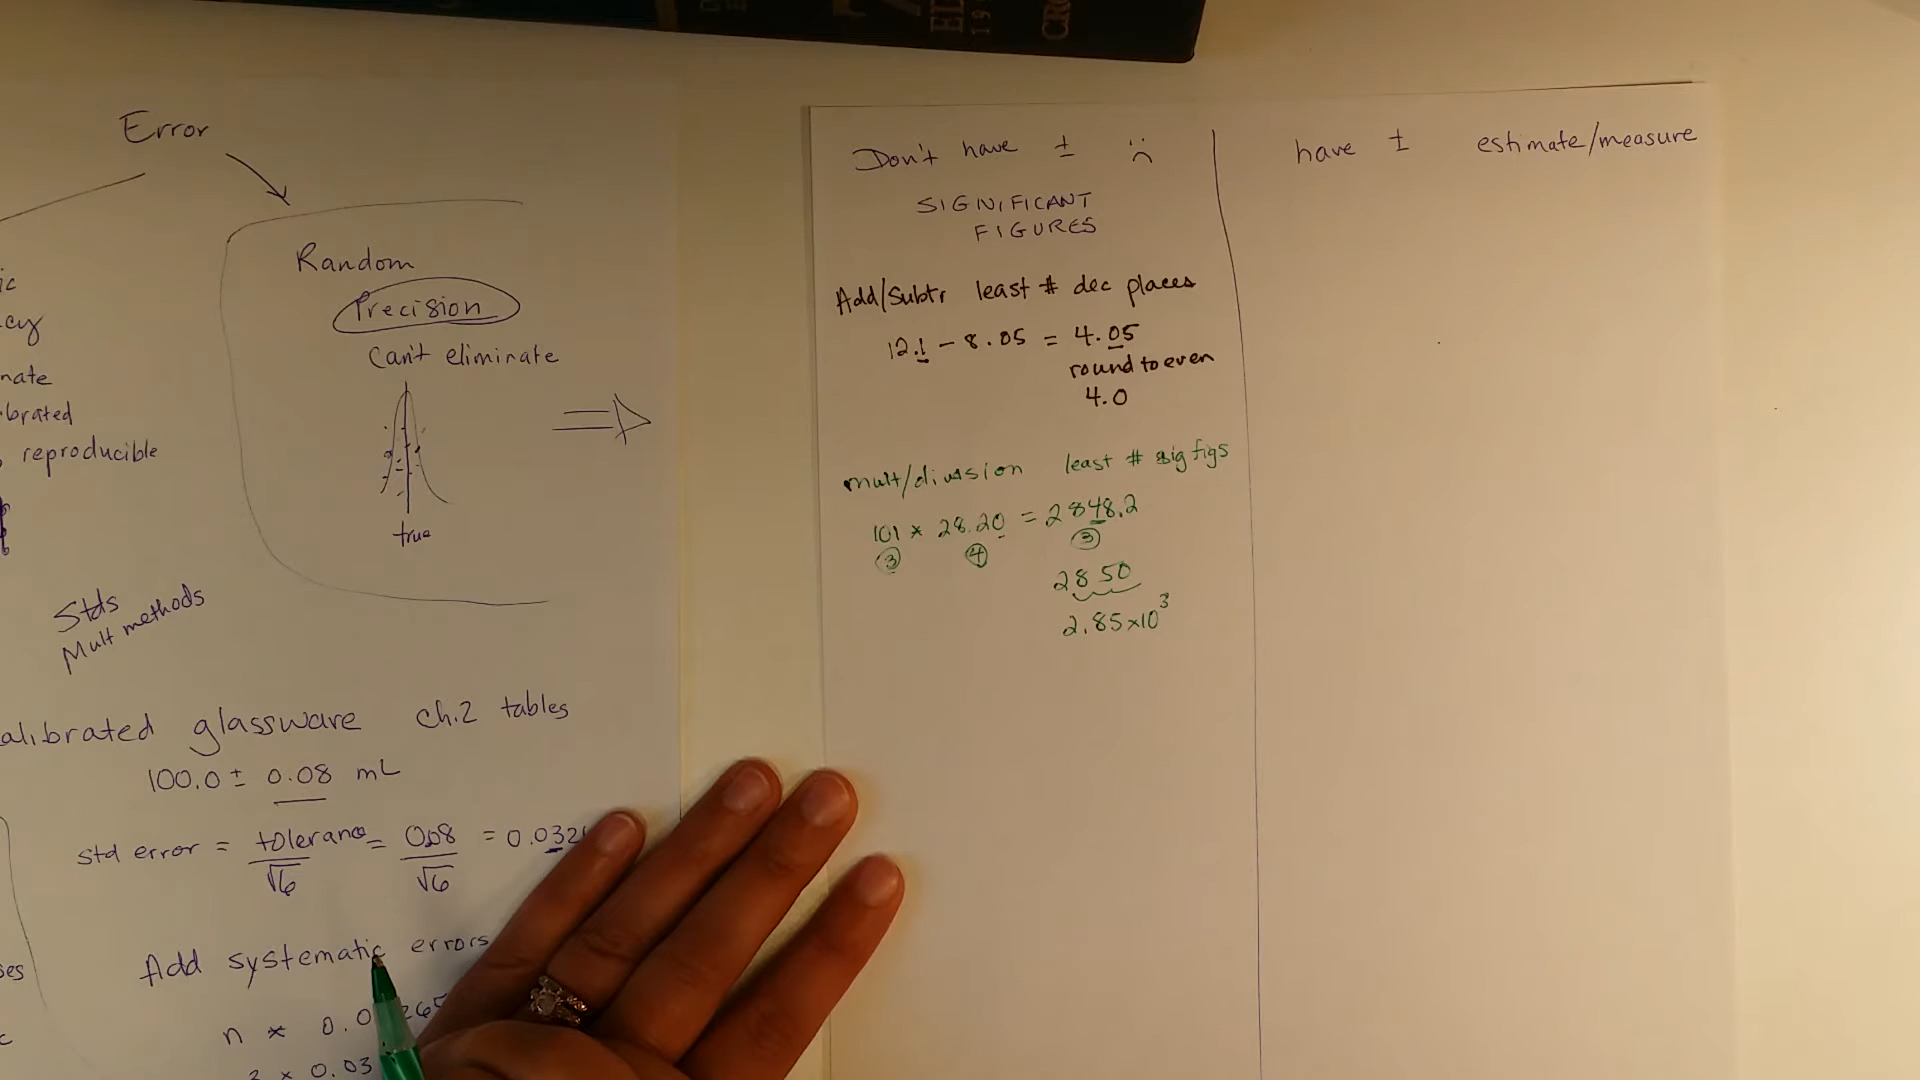 Error
Random
Precision
Can't eliminate
true
reproducible
Stds
Mult methods
glassware ch.2 tables
100.0 ± 0.08 mL
std error = tolerance/√6 = 0.08/√6 = 0.032
Add systematic errors
n *
Don't have ±
SIGNIFICANT
FIGURES
Add/Subtr least # dec places
12.1 - 8.05 = 4.05
round to even
4.0
mult/division least # sig figs
101 * 28.20 = 2848.2
3 4 3
2850
2.85×10³
have ± estimate/measure